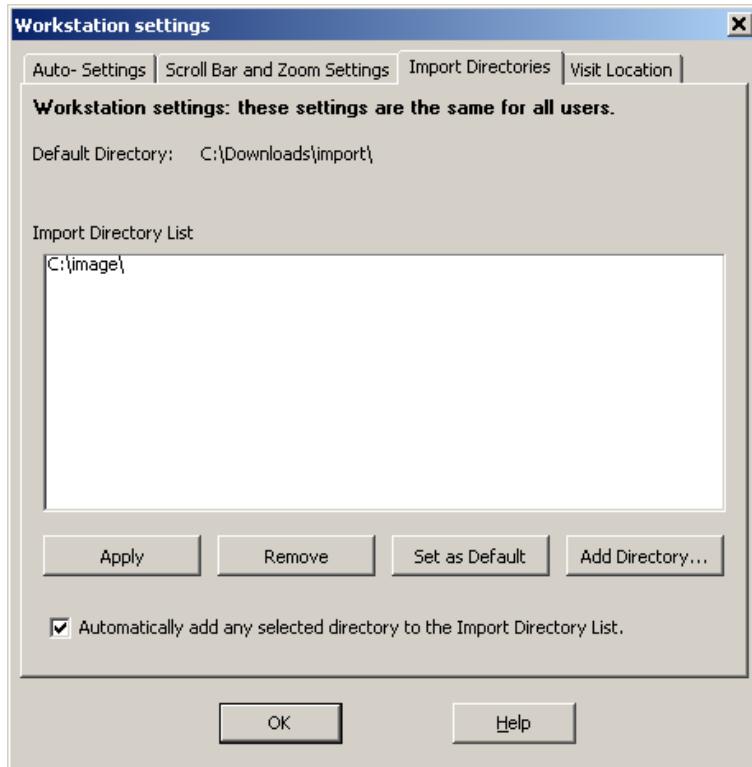 Workstation settings
Auto- Settings Scroll Bar and Zoom Settings Import Directories Visit Location
Workstation settings: these settings are the same for all users.
Default Directory: C:\Downloads\import\
Import Directory List
C:\image\
Apply Remove Set as Default Add Directory...
Automatically add any selected directory to the Import Directory List.
OK Help